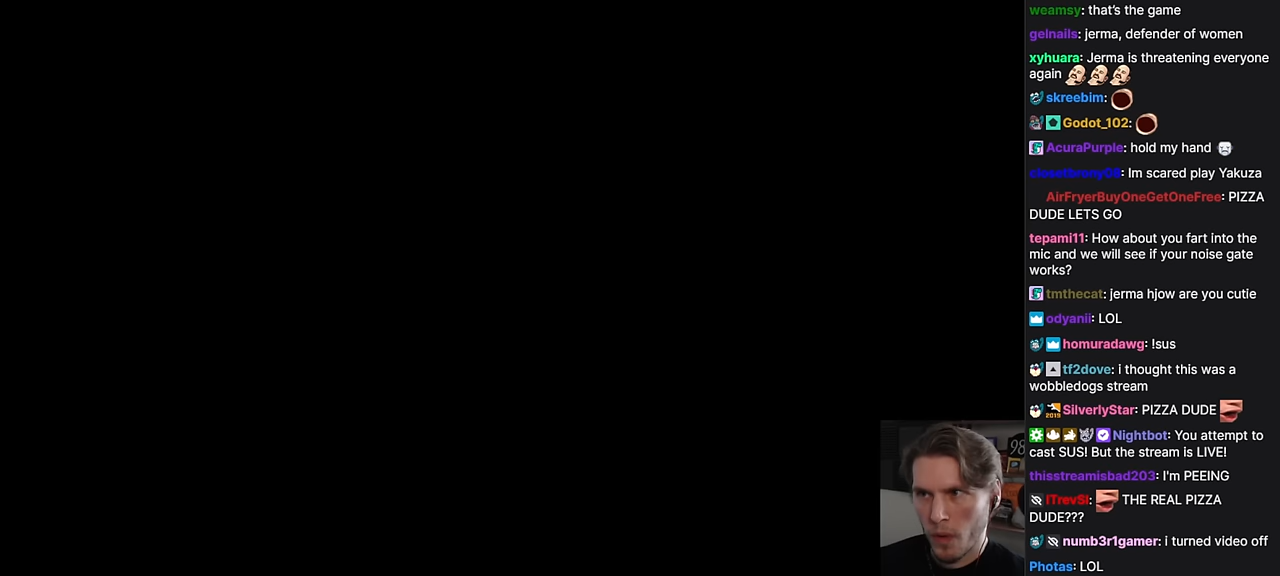 weamsy: that's the game
gelnails: jerma, defender of women
xyhuara: Jerma is threatening everyone
again
skreebim:
Godot_102:
AcuraPurple: hold my hand
closetbrony06: Im scared play Yakuza
AirFryerBuyOneGetOneFree: PIZZA
DUDE LETS GO
tepami11: How about you fart into the
mic and we will see if your noise gate
works?
tmthecat: jerma hjow are you cutie
odyanii: LOL
homuradawg: !sus
tf2dove: i thought this was a
wobbledogs stream
SilverlyStar: PIZZA DUDE
Nightbot: You attempt to
cast SUS! But the stream is LIVE!
thisstreamisbad203: I'm PEEING
THE REAL PIZZA
DUDE???
numb3r1gamer: i turned video off
Photas: LOL
98